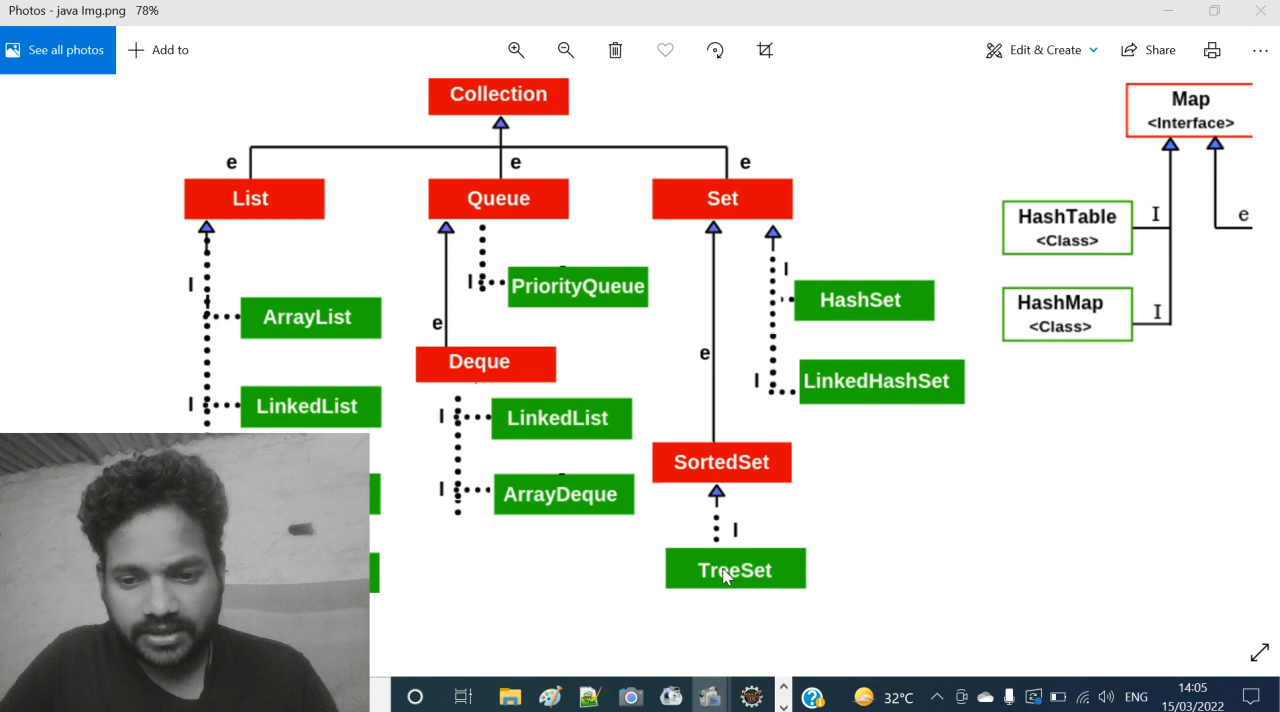 Photos - java Img.png 78%
See all photos
Add to
Edit & Create
Share
Collection
e
e
e
List
Queue
Set
Map
<Interface>
HashTable
<Class>
I
e
I
I
I
PriorityQueue
HashSet
HashMap
<Class>
I
ArrayList
e
e
Deque
I
LinkedHashSet
I
LinkedList
I
LinkedList
SortedSet
I
ArrayDeque
I
TreeSet
32°C
ENG
14:05
15/03/2022